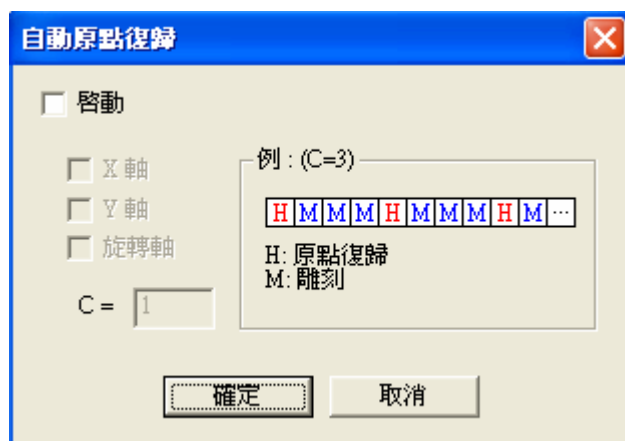 自動原點復歸
啓動
X 軸
Y 軸
旋轉軸
C = 1
例 : (C=3)
H M M M H M M M H M ...
H: 原點復歸
M: 雕刻
確定
取消